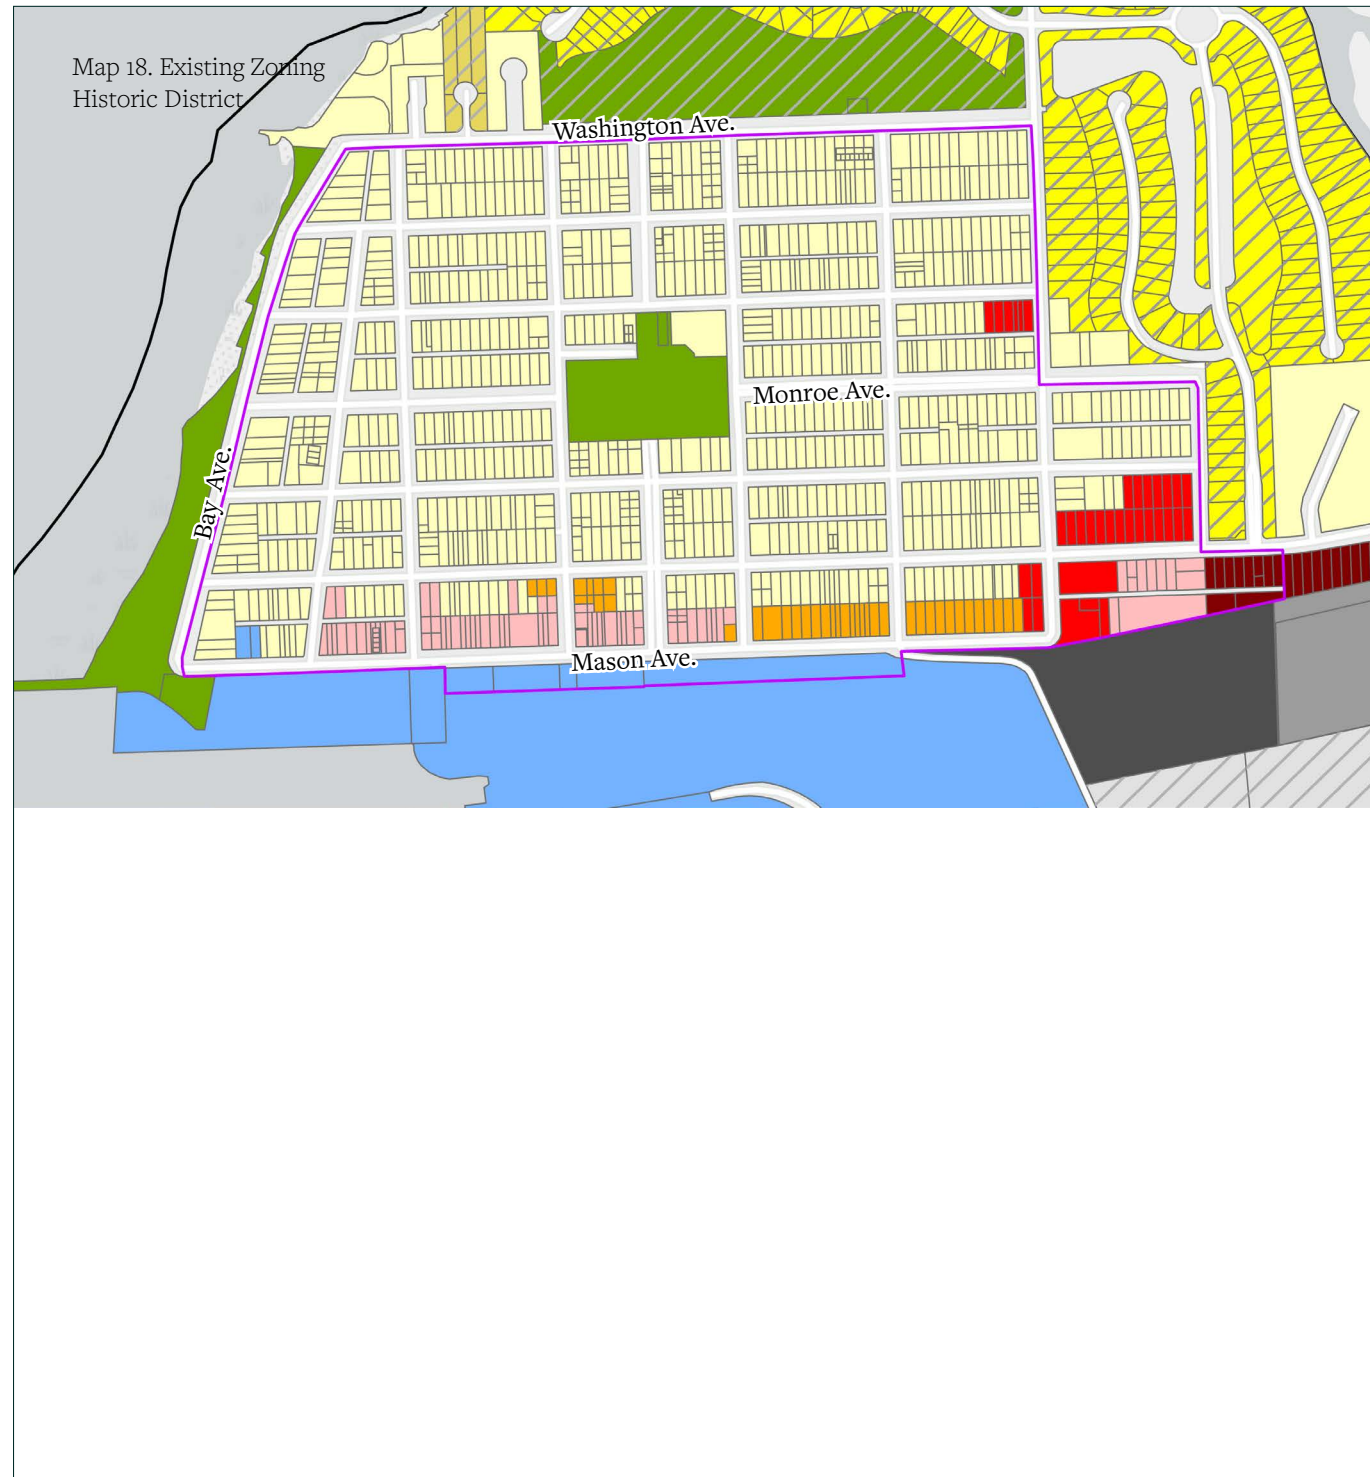 Map 18. Existing Zoning
Historic District
Washington Ave.
Monroe Ave.
Bay Ave.
Mason Ave.